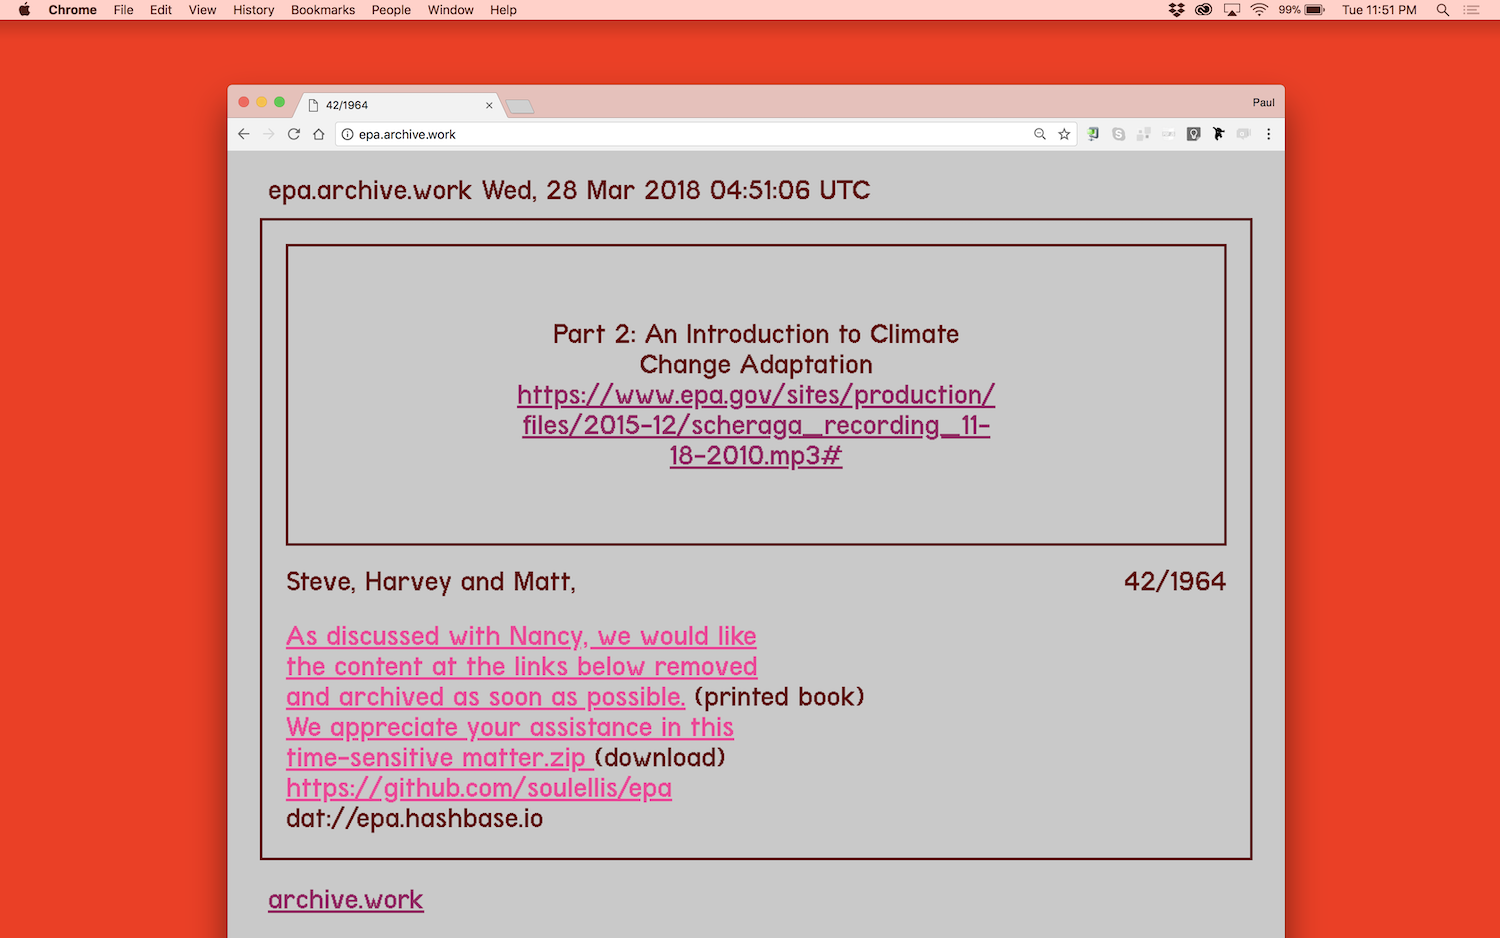 Chrome File Edit View History Bookmarks People Window Help 99% Tue 11:51 PM
42/1964 Paul
epa.archive.work
epa.archive.work Wed, 28 Mar 2018 04:51:06 UTC
Part 2: An Introduction to Climate
Change Adaptation
https://www.epa.gov/sites/production/
files/2015-12/scheraga_recording_11-
18-2010.mp3#
Steve, Harvey and Matt, 42/1964
As discussed with Nancy, we would like
the content at the links below removed
and archived as soon as possible. (printed book)
We appreciate your assistance in this
time-sensitive matter.zip (download)
https://github.com/soulellis/epa
dat://epa.hashbase.io
archive.work